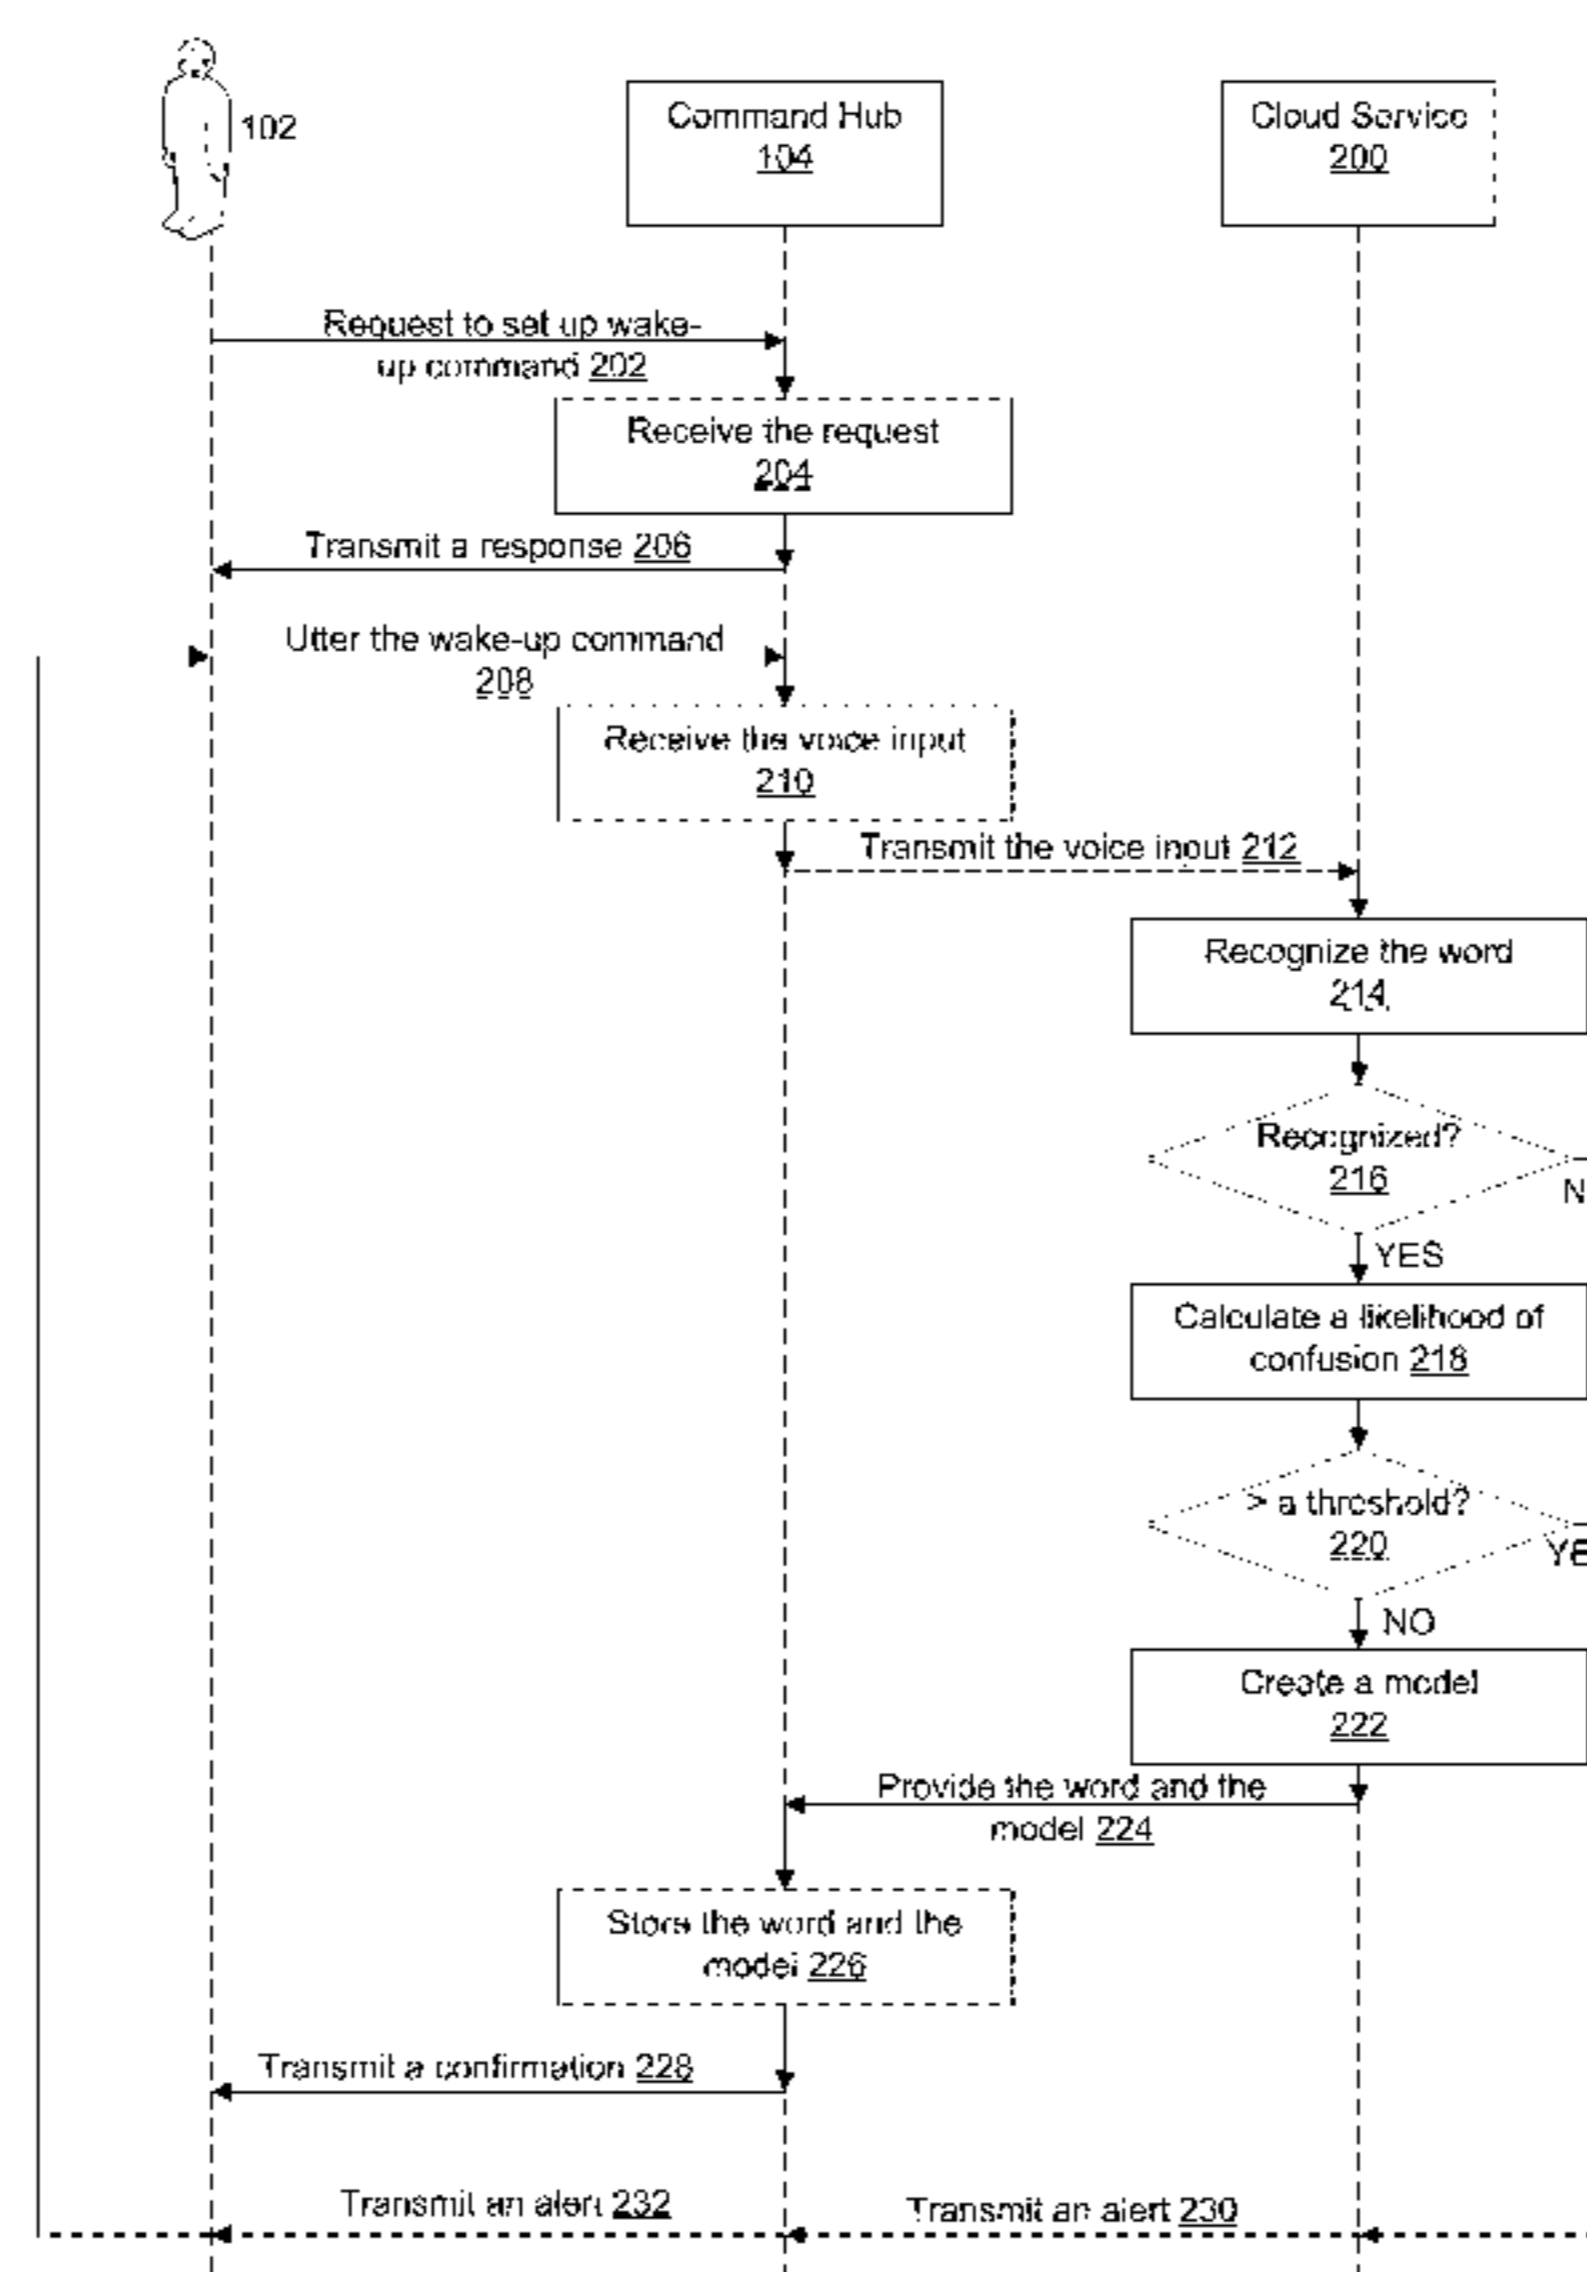 102
Command Hub
104
Cloud Service
200
Request to set up wake-
up command 202
Receive the request
204
Transmit a response 206
Utter the wake-up command
208
Receive the voice input
210
Transmit the voice input 212
Recognize the word
214
Recognized?
216
N
YES
Calculate a likelihood of
confusion 218
> a threshold?
220
YE
NO
Create a model
222
Provide the word and the
model 224
Store the word and the
model 226
Transmit a confirmation 228
Transmit an alert 232
Transmit an alert 230